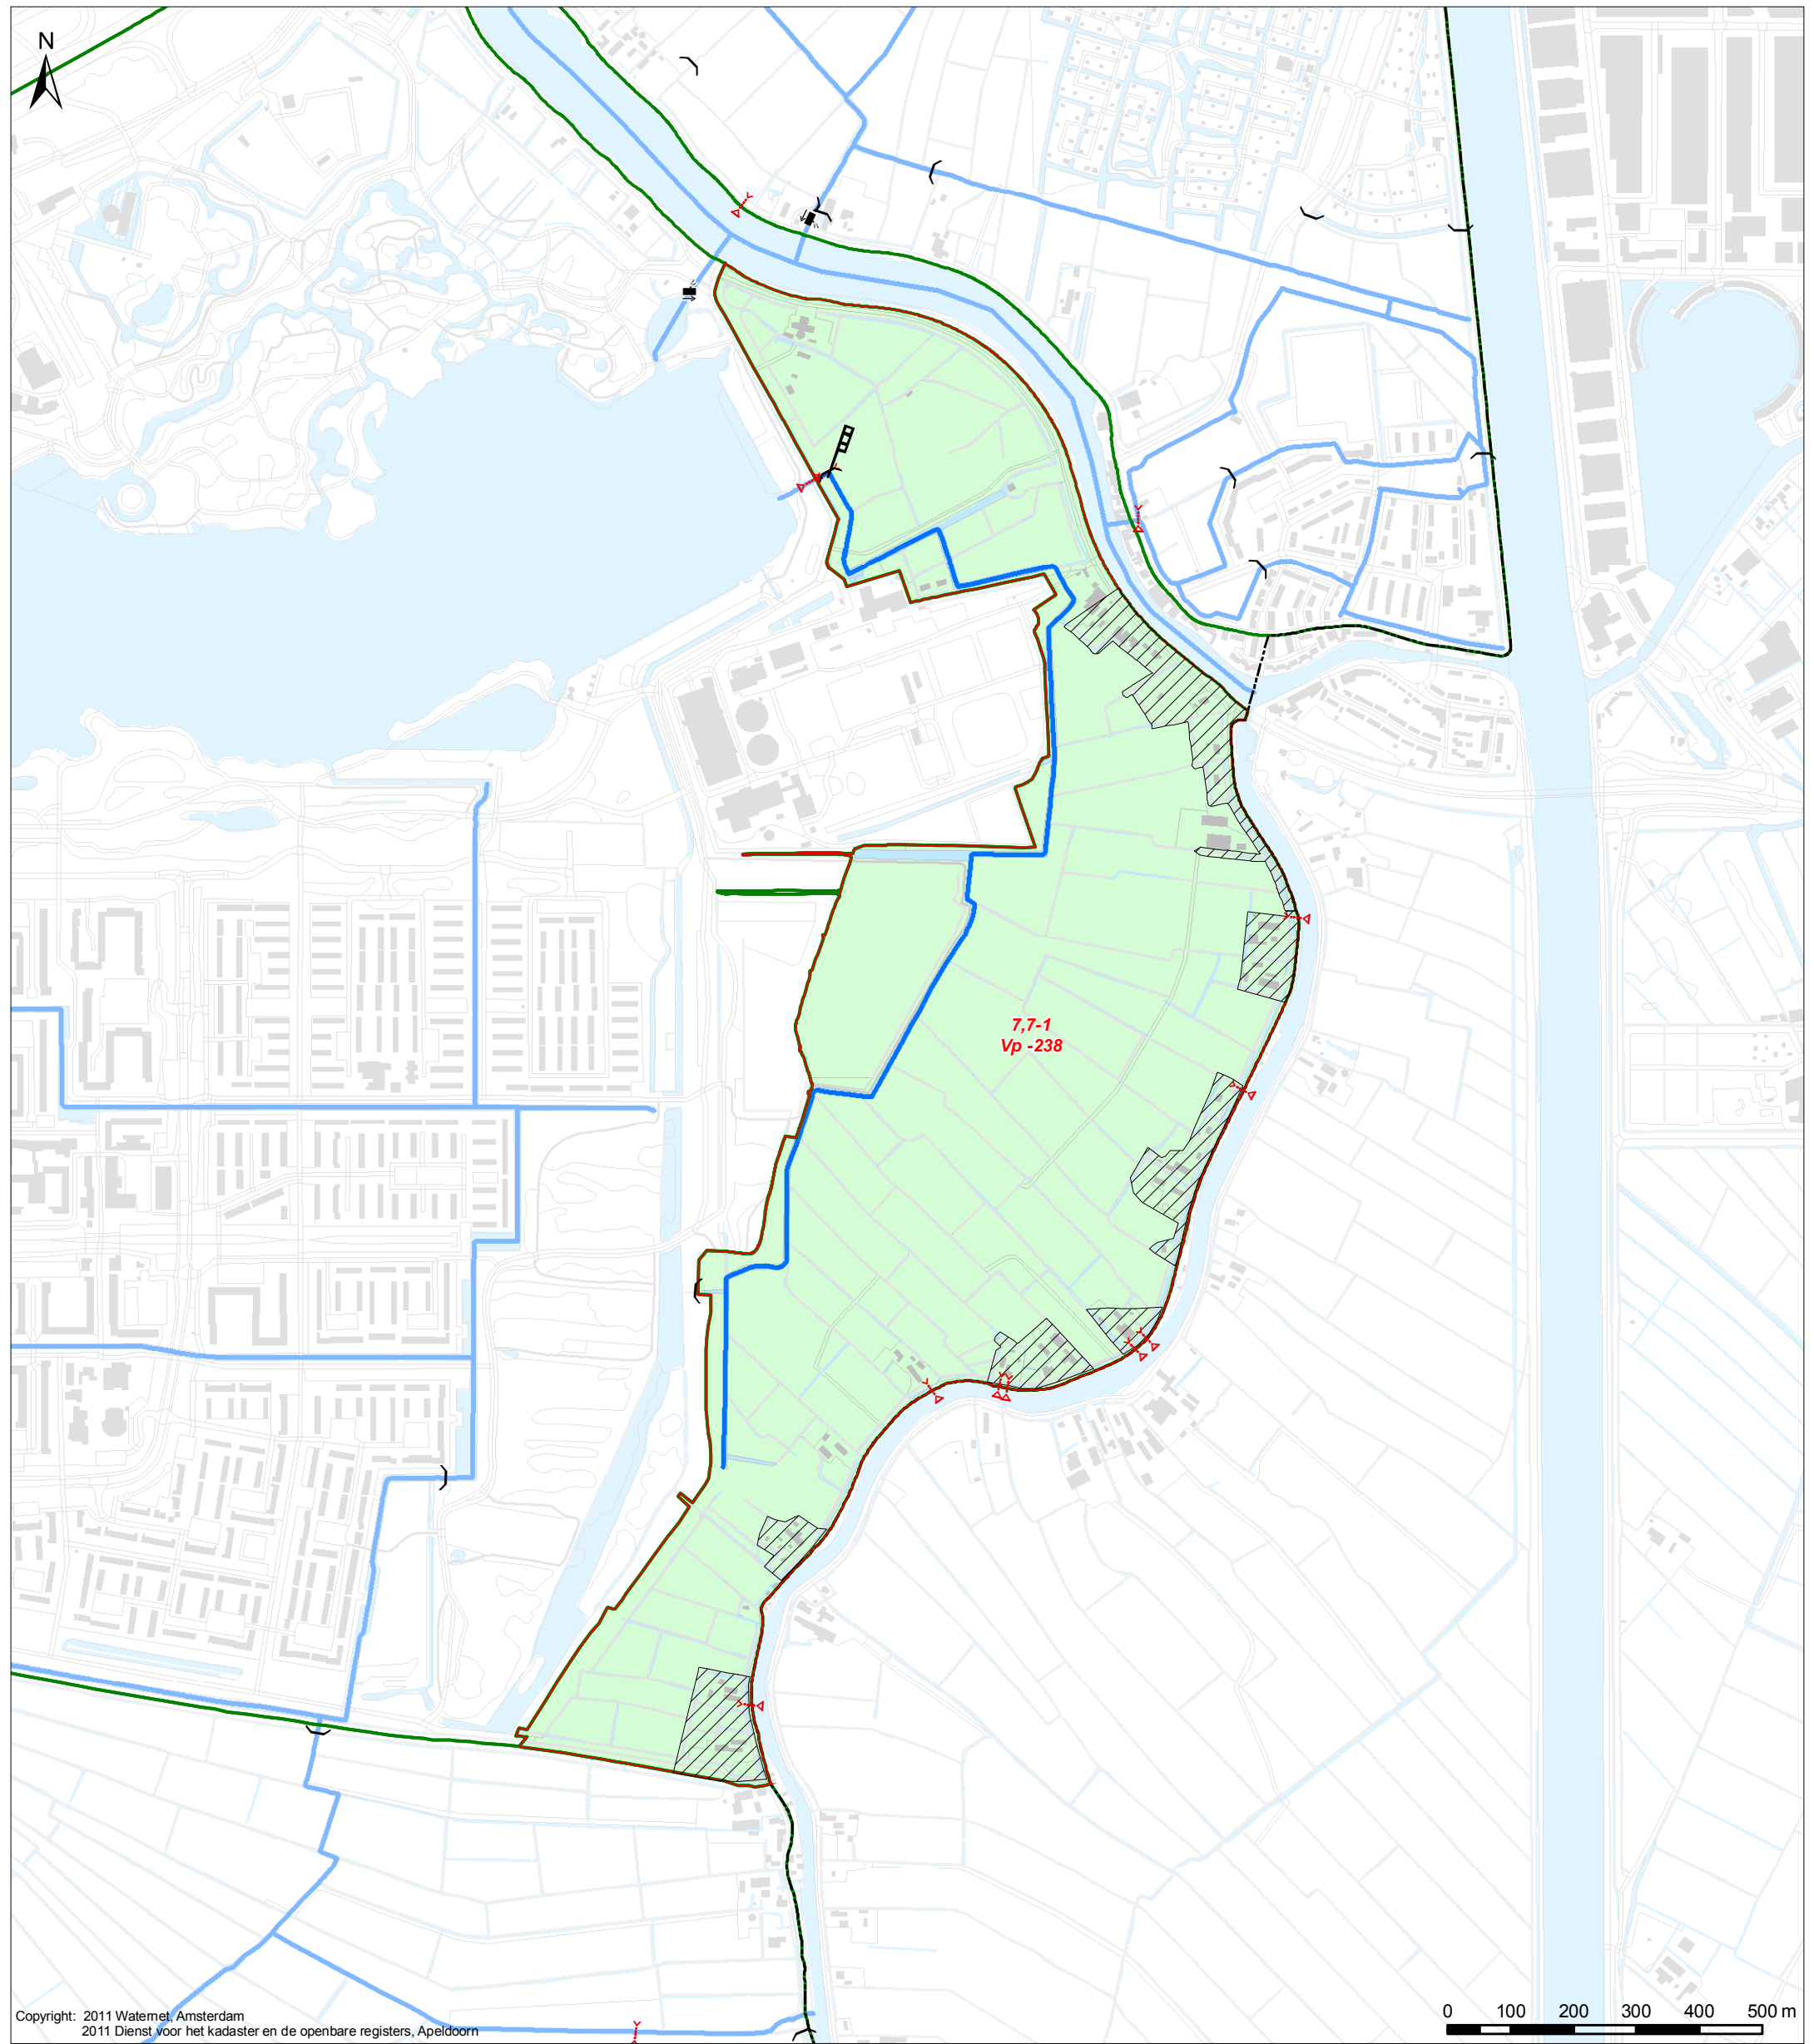 N
7,7-1
Vp -238
Copyright: 2011 Waternet, Amsterdam
2011 Dienst voor het kadaster en de openbare registers, Apeldoorn
0 100 200 300 400 500 m